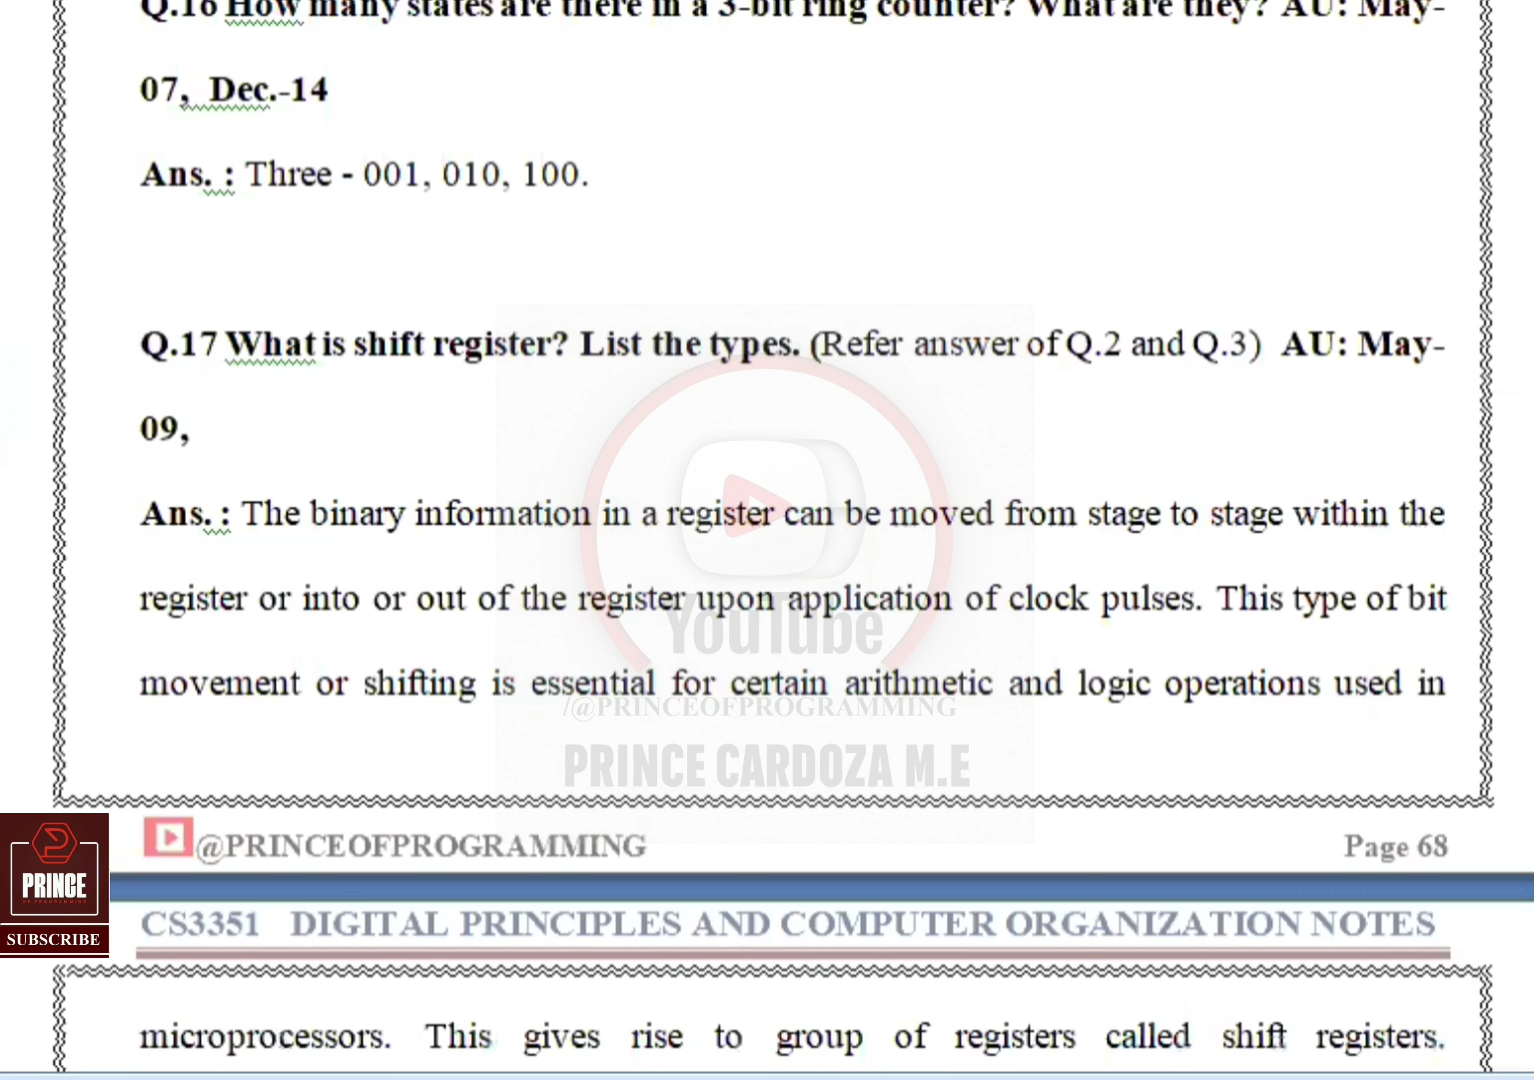 Q.16 How many states are there in a 3-bit ring counter? What are they? AU: May-
07, Dec.-14
Ans. : Three - 001, 010, 100.
Q.17 What is shift register? List the types. (Refer answer of Q.2 and Q.3) AU: May-
09,
Ans. : The binary information in a register can be moved from stage to stage within the
register or into or out of the register upon application of clock pulses. This type of bit
YouTube
movement or shifting is essential for certain arithmetic and logic operations used in
/@PRINCEOFPROGRAMMING
PRINCE CARDOZA M.E
@PRINCEOFPROGRAMMING Page 68
PRINCE
OF PROGRAMMING
SUBSCRIBE
CS3351 DIGITAL PRINCIPLES AND COMPUTER ORGANIZATION NOTES
microprocessors. This gives rise to group of registers called shift registers.